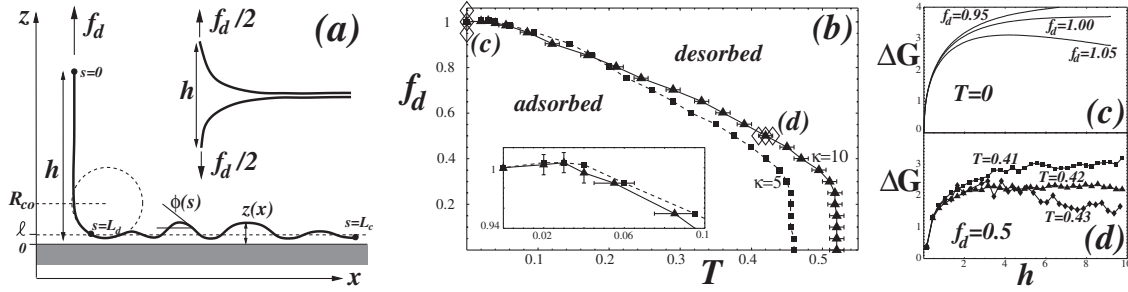 (a)
z
f_d
s=0
h
R_co
ℓ
0
s=L_d
ϕ(s)
z(x)
s=L_c
x
f_d/2
h
f_d/2
(b)
f_d
1
0.8
0.6
0.4
0.2
0
(c)
desorbed
adsorbed
(d)
κ=10
κ=5
1
0.94
0.02
0.06
0.1
0.1
0.2
0.3
0.4
0.5
T
4
3
2
1
0
ΔG
f_d=0.95
f_d=1.00
f_d=1.05
T=0
(c)
4
3
2
1
0
ΔG
T=0.41
T=0.42
T=0.43
f_d=0.5
(d)
0
2
4
6
8
10
h